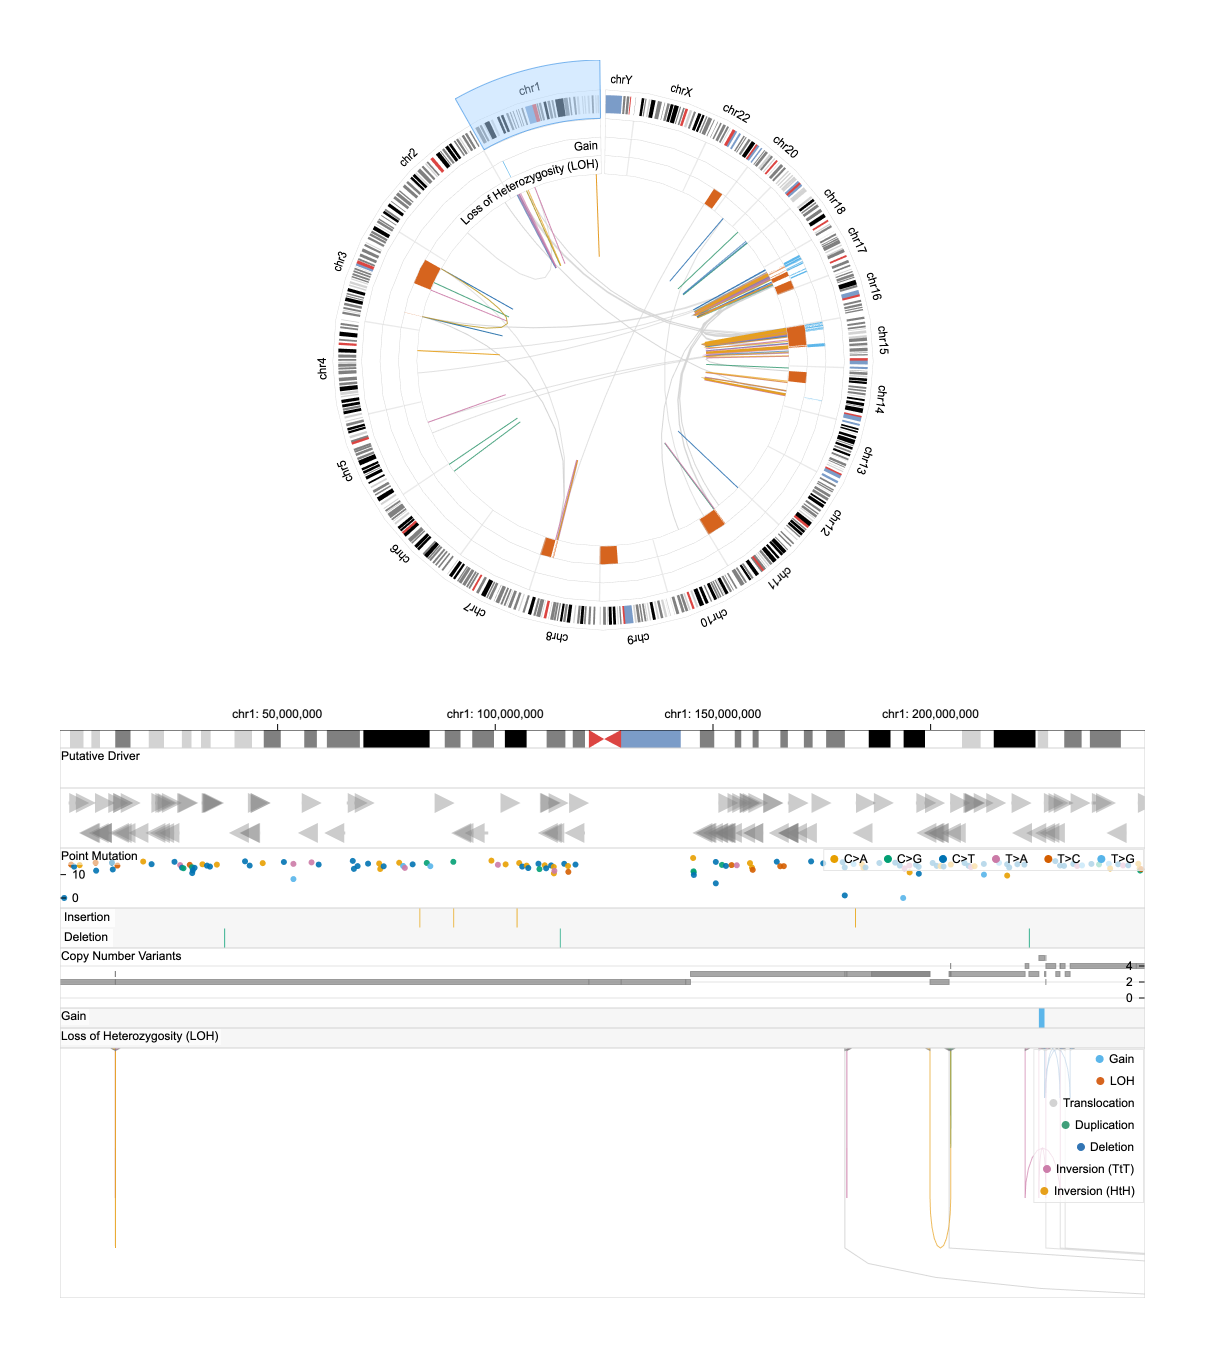 chr1
chrY
chrX
chr22
chr20
chr18
chr17
chr16
chr15
chr14
chr13
chr12
chr11
chr10
chr9
chr8
chr7
chr6
chr5
chr4
chr3
chr2
Gain
Loss of Heterozygosity (LOH)
chr1: 50,000,000 chr1: 100,000,000 chr1: 150,000,000 chr1: 200,000,000
Putative Driver
Point Mutation
C>A C>G C>T T>A T>C T>G
10
0
Insertion
Deletion
Copy Number Variants
4
2
0
Gain
Loss of Heterozygosity (LOH)
Gain
LOH
Translocation
Duplication
Deletion
Inversion (TtT)
Inversion (HtH)